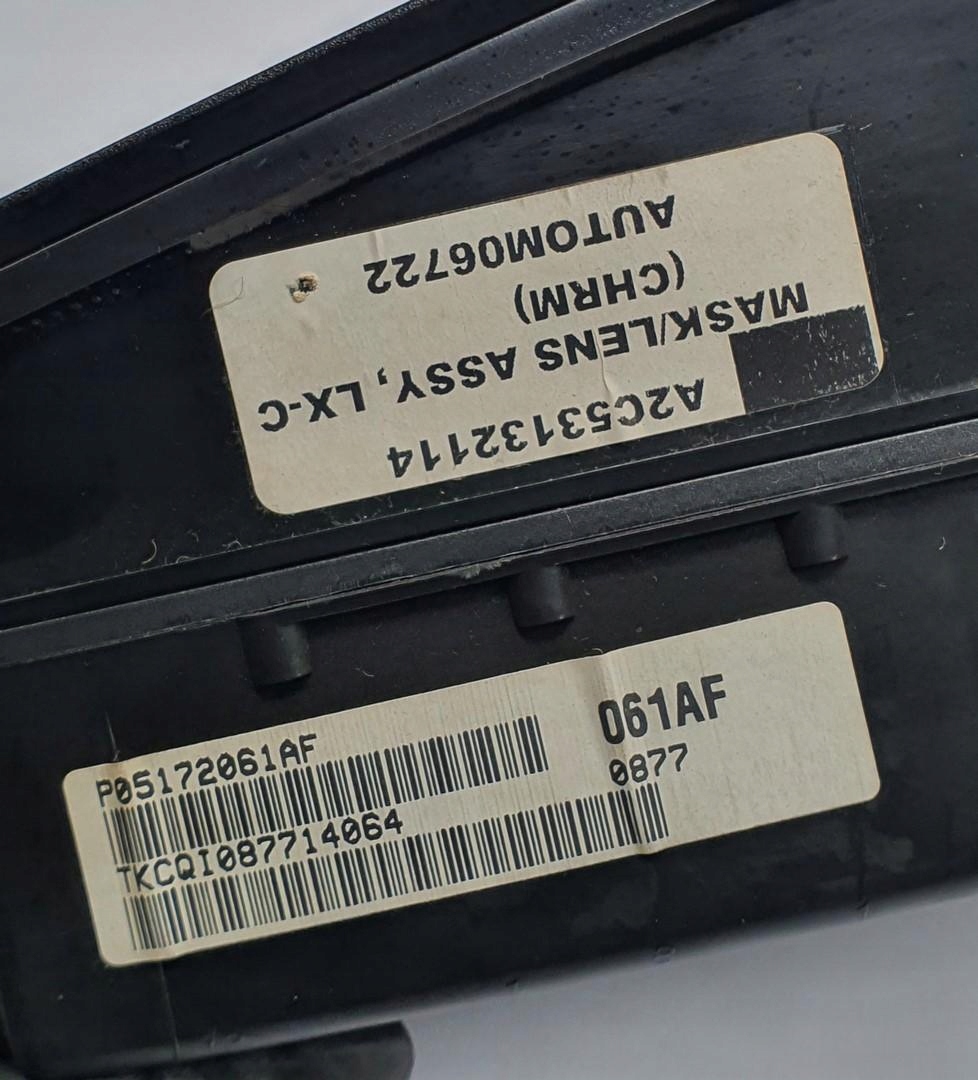 A2C53132114
MASK/LENS ASSY, LX-C
(CHRM)
AUTOM06722
P05172061AF
061AF
0877
TKCQI087714064